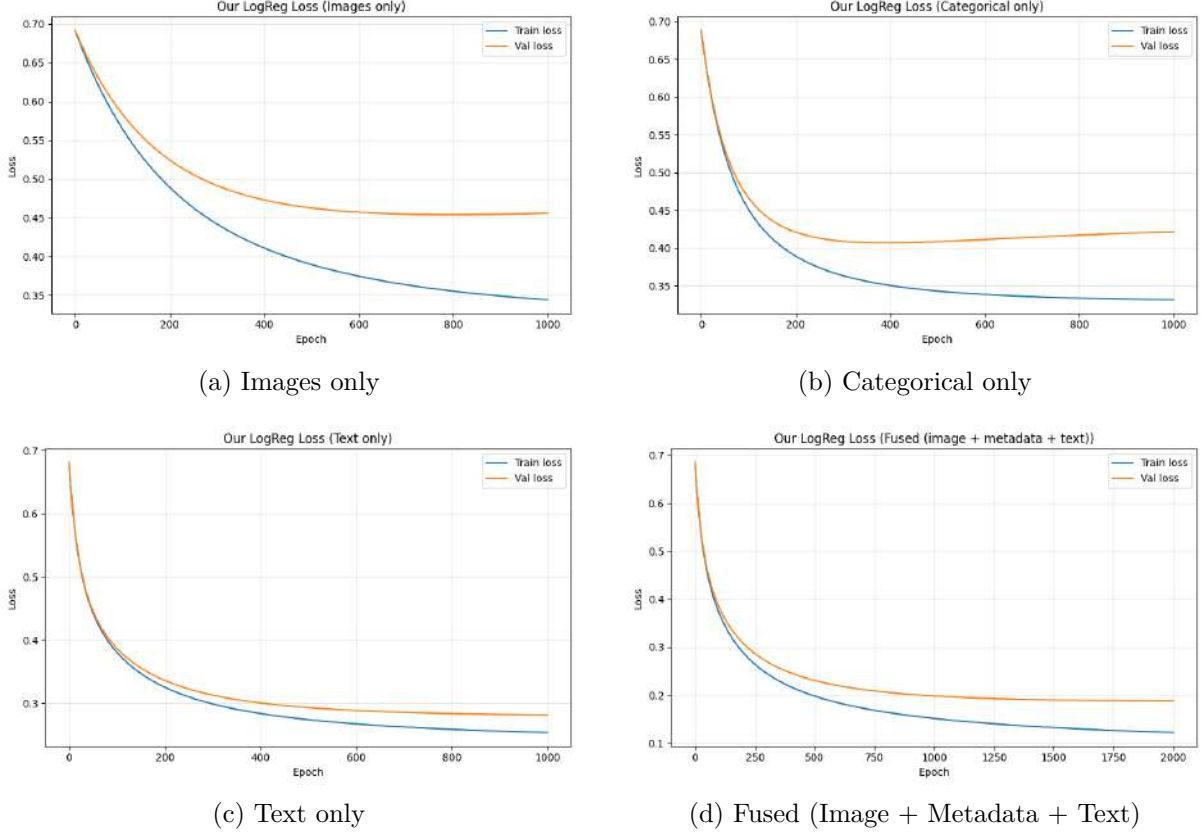 Our LogReg Loss (Images only)
0.70
0.65
0.60
0.55
0.50
0.45
0.40
0.35
Loss
Train loss
Val loss
0
200
400
600
800
1000
Epoch
(a) Images only
Our LogReg Loss (Categorical only)
0.70
0.65
0.60
0.55
0.50
0.45
0.40
0.35
Loss
Train loss
Val loss
0
200
400
600
800
1000
Epoch
(b) Categorical only
Our LogReg Loss (Text only)
0.7
0.6
0.5
0.4
0.3
Loss
Train loss
Val loss
0
200
400
600
800
1000
Epoch
(c) Text only
Our LogReg Loss (Fused (image + metadata + text))
0.7
0.6
0.5
0.4
0.3
0.2
0.1
Loss
Train loss
Val loss
0
250
500
750
1000
1250
1500
1750
2000
Epoch
(d) Fused (Image + Metadata + Text)